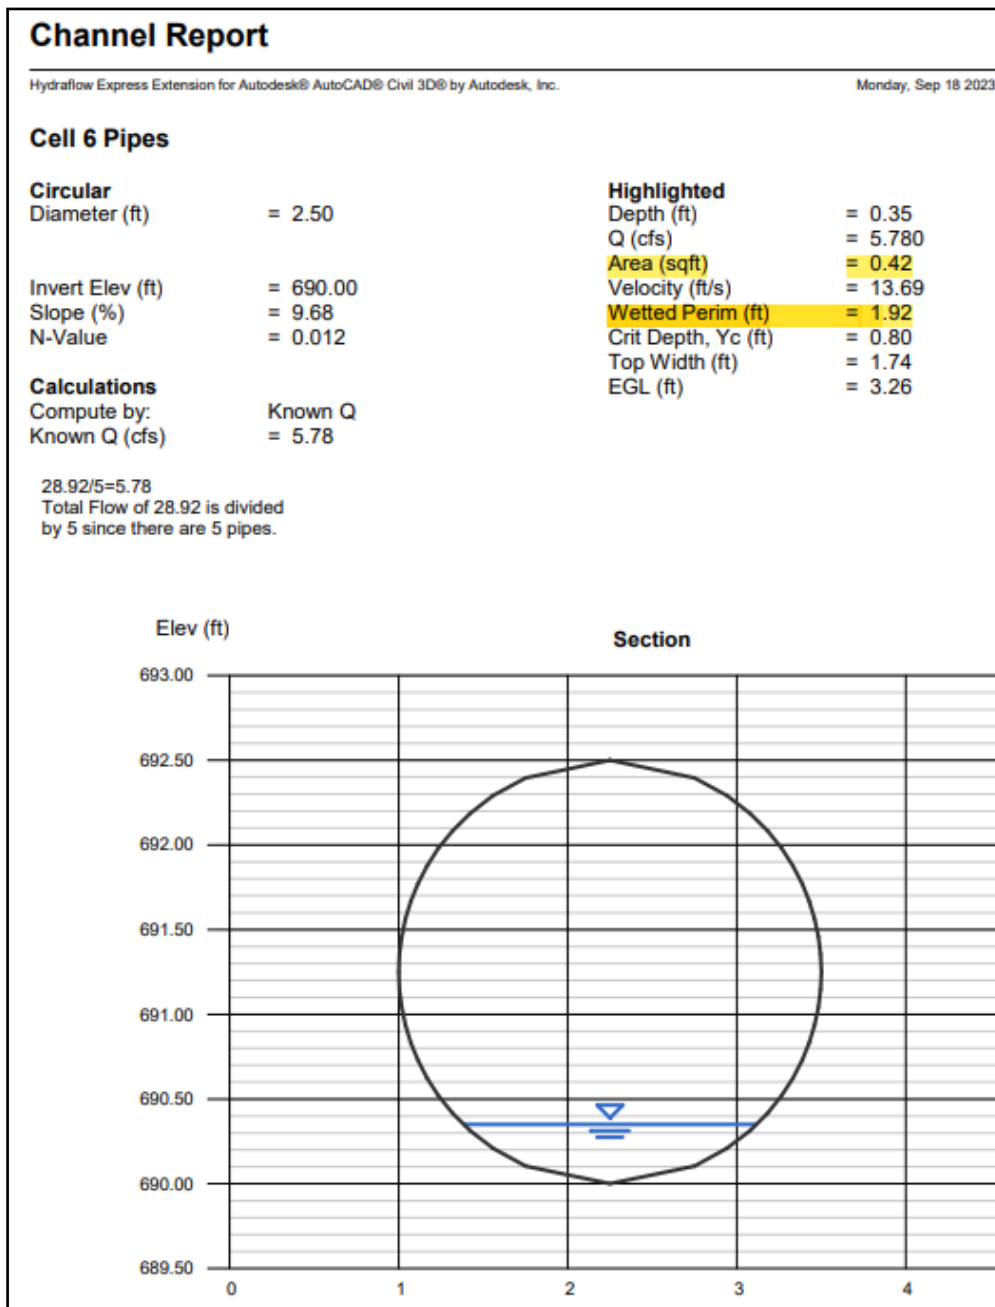 Channel Report
Hydraflow Express Extension for Autodesk® AutoCAD® Civil 3D® by Autodesk, Inc. Monday, Sep 18 2023
Cell 6 Pipes
Circular
Diameter (ft) = 2.50
Invert Elev (ft) = 690.00
Slope (%) = 9.68
N-Value = 0.012
Calculations
Compute by: Known Q
Known Q (cfs) = 5.78
28.92/5=5.78
Total Flow of 28.92 is divided
by 5 since there are 5 pipes.
Highlighted
Depth (ft) = 0.35
Q (cfs) = 5.780
Area (sqft) = 0.42
Velocity (ft/s) = 13.69
Wetted Perim (ft) = 1.92
Crit Depth, Yc (ft) = 0.80
Top Width (ft) = 1.74
EGL (ft) = 3.26
Elev (ft) Section
693.00
692.50
692.00
691.50
691.00
690.50
690.00
689.50
0 1 2 3 4